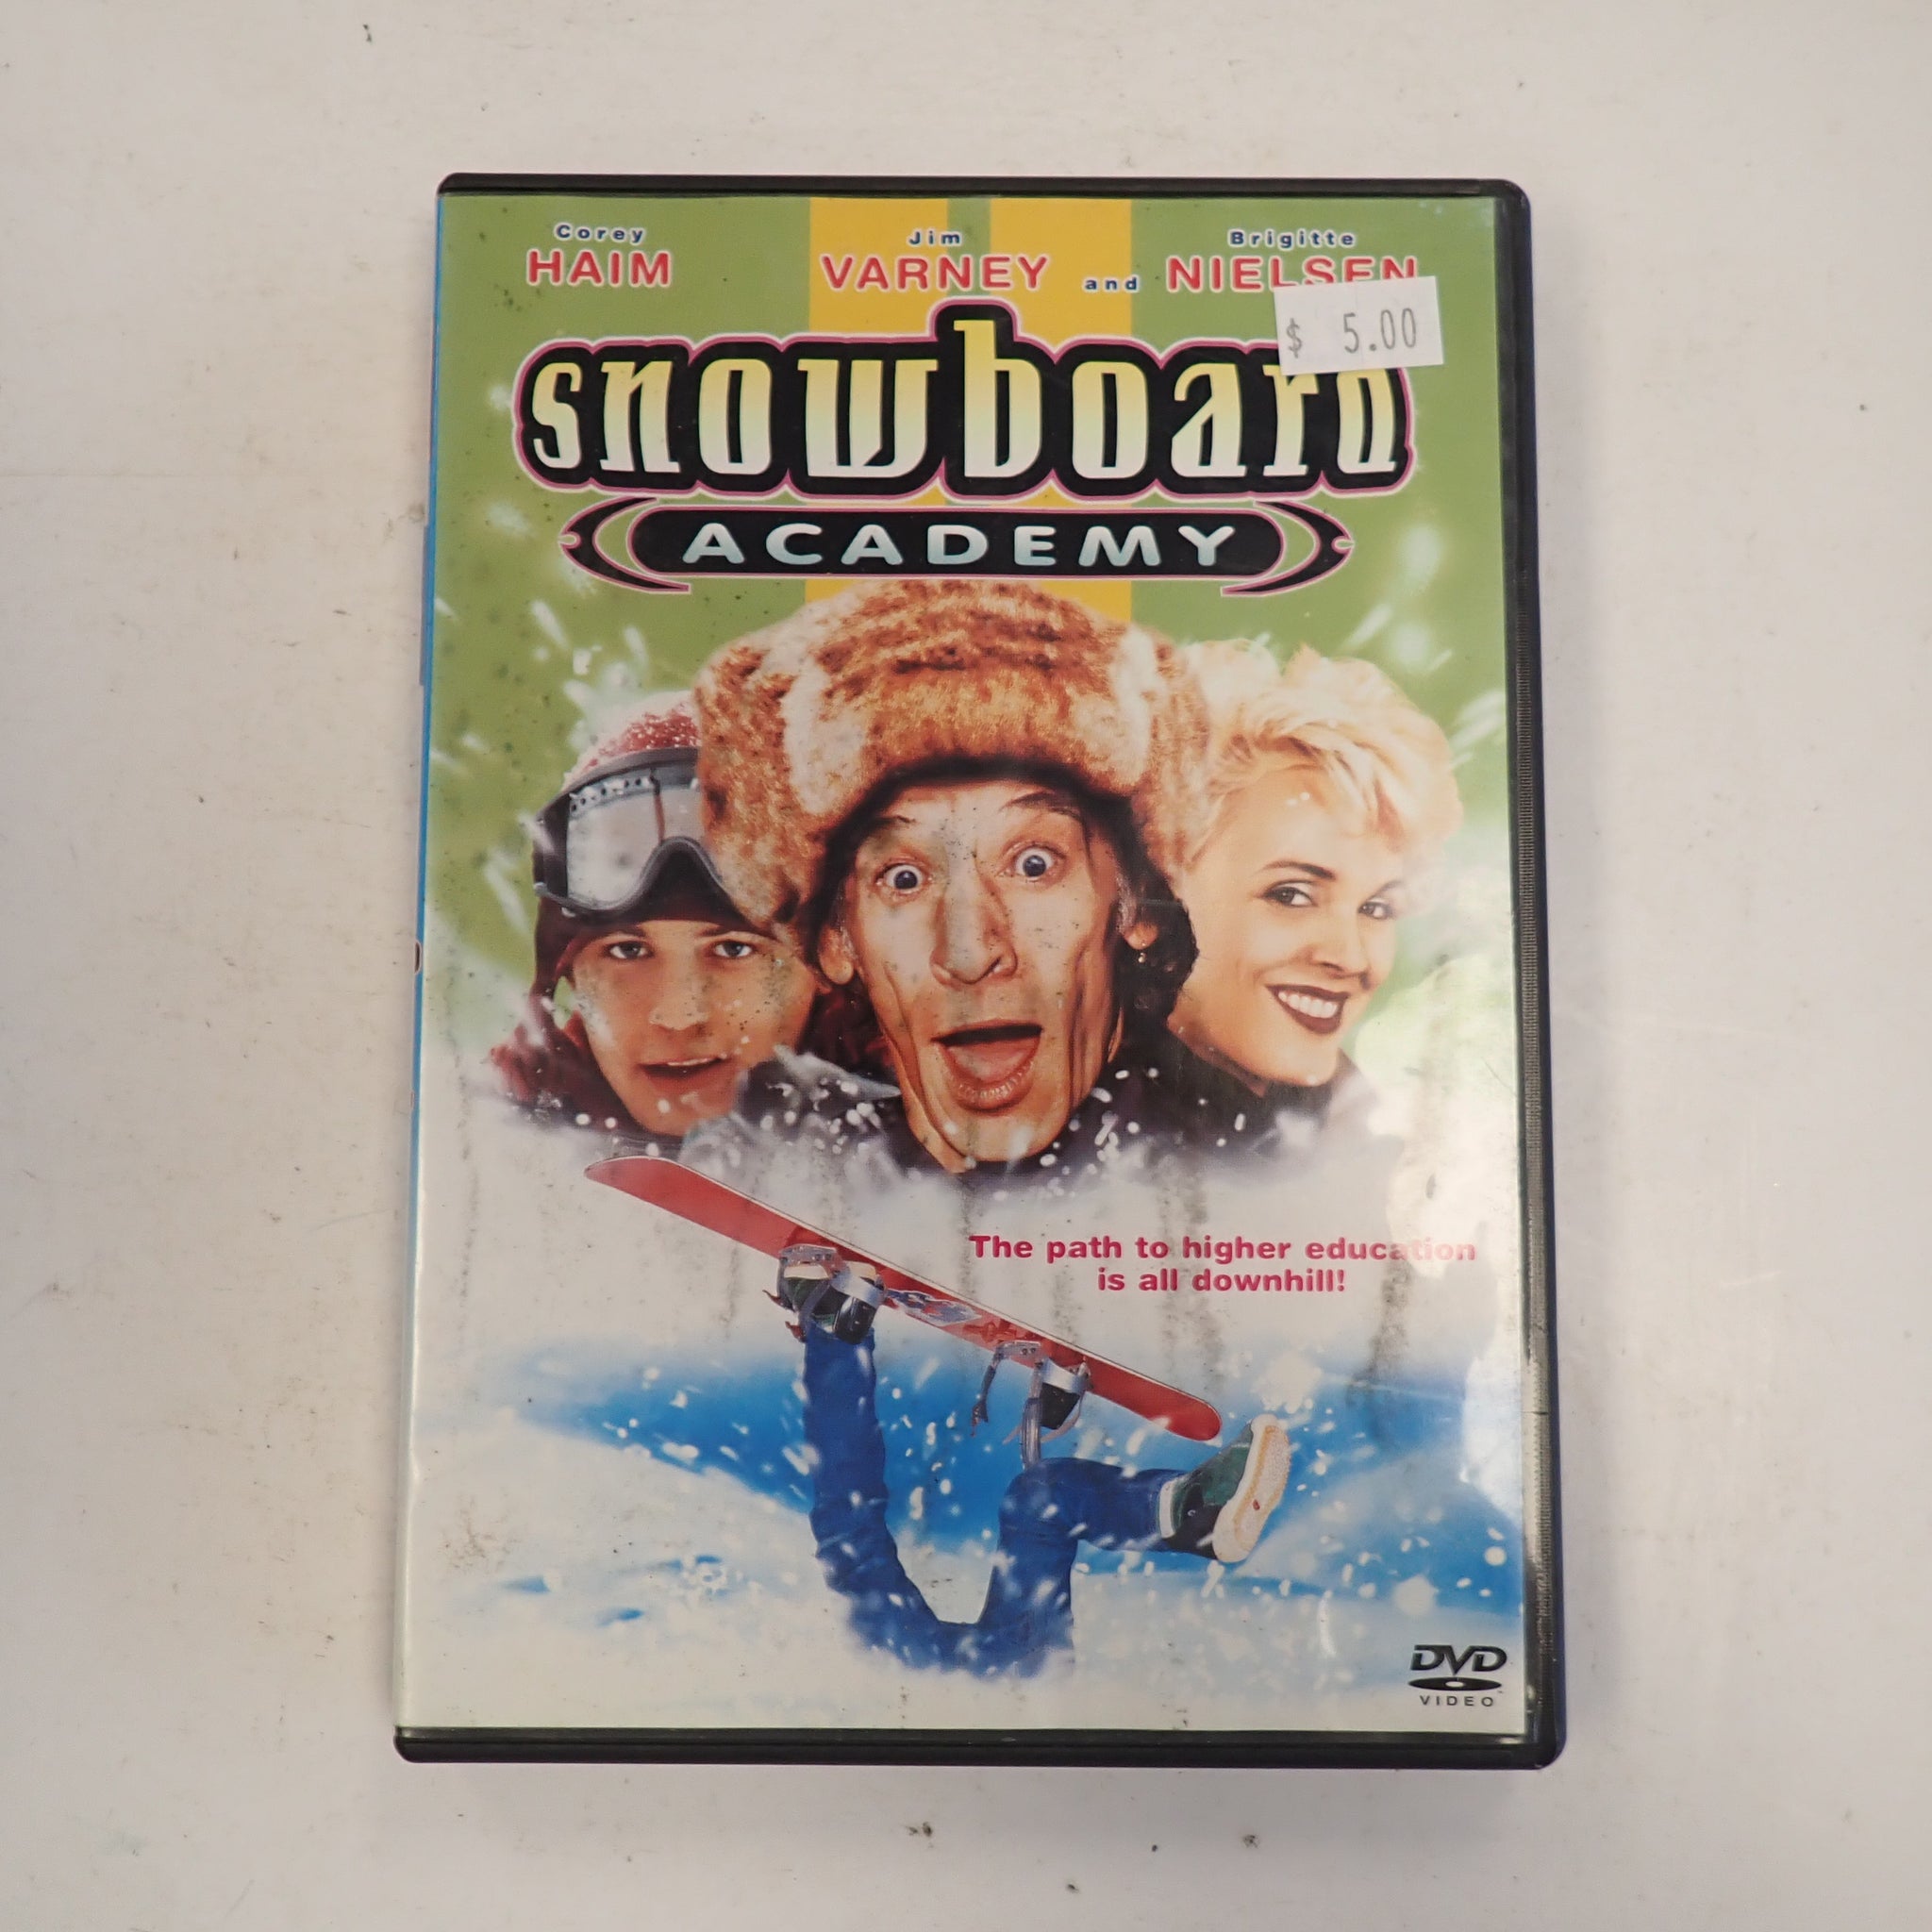 Corey Jim Brigitte
HAIM VARNEY and NIELSEN
$ 5.00
snowboard
ACADEMY
The path to higher education
is all downhill!
DVD
VIDEO